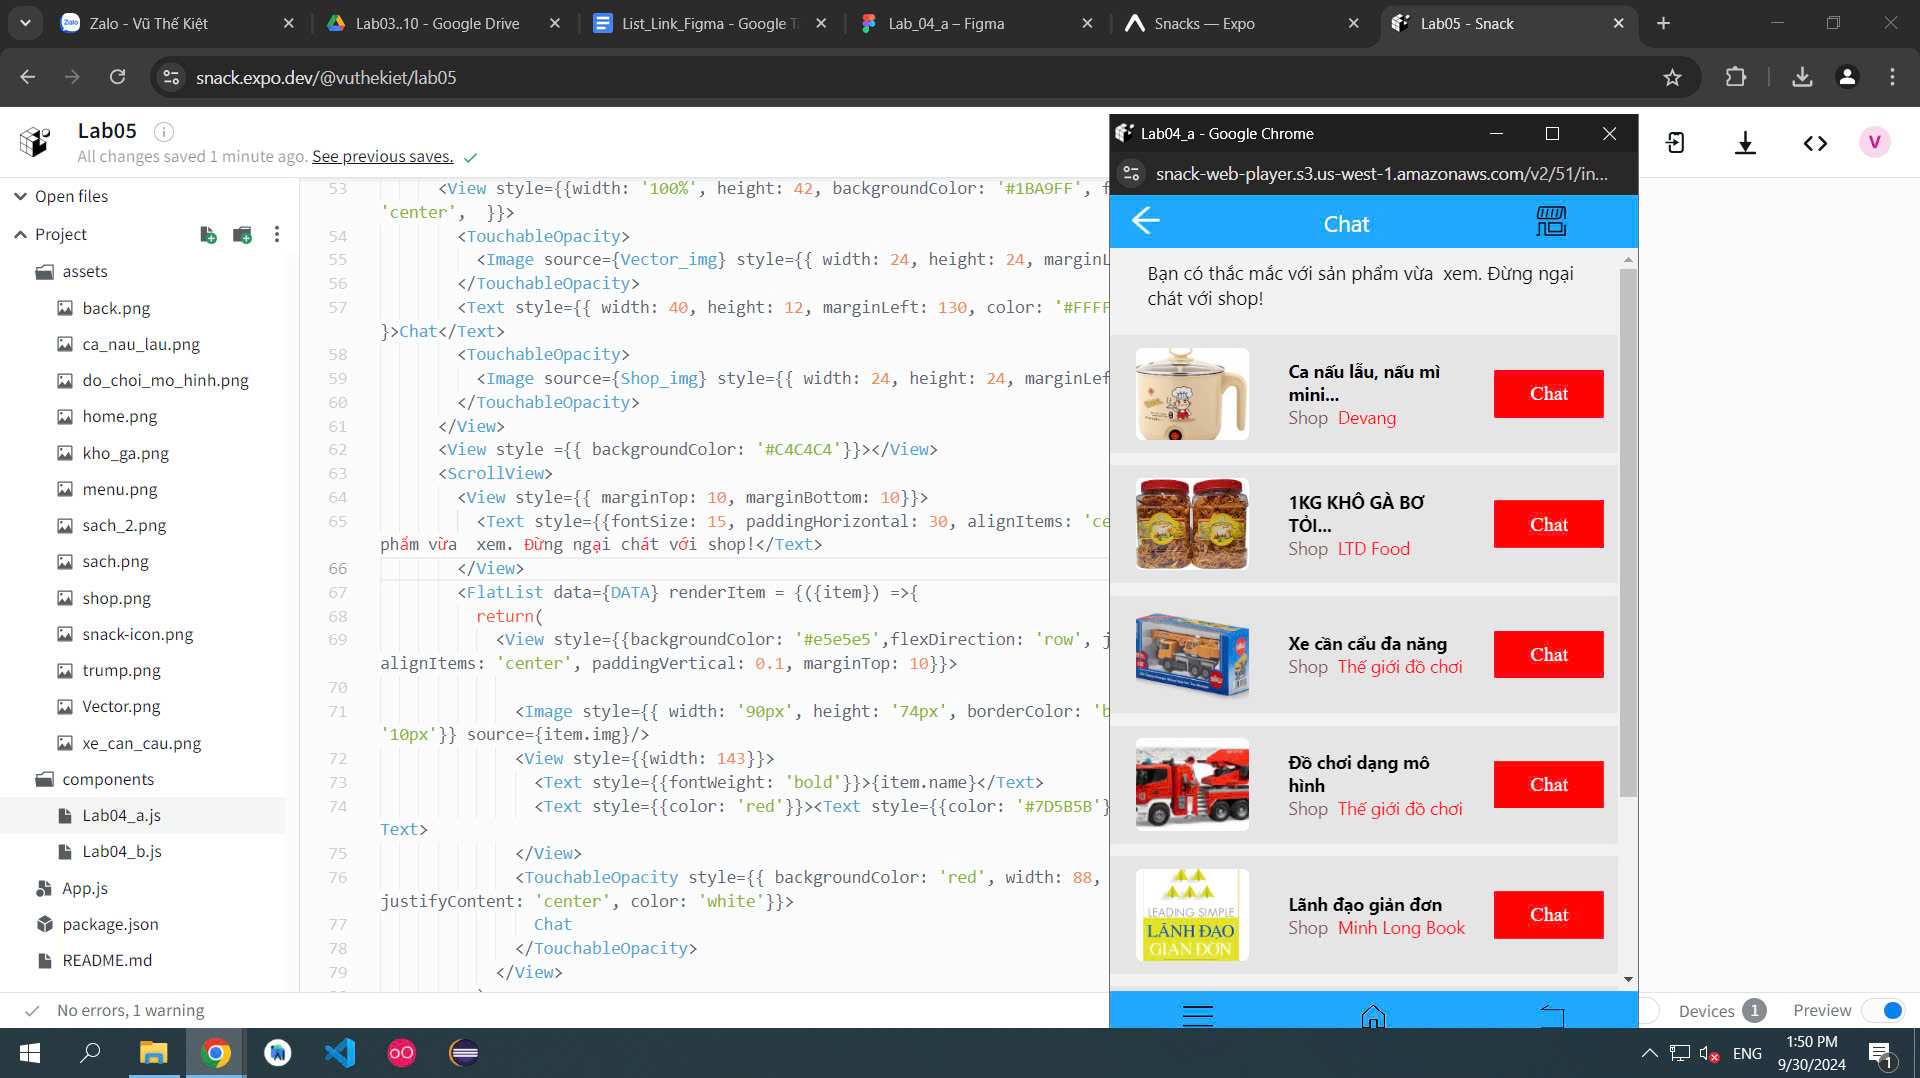 Zalo - Vũ Thế Kiệt
Lab03..10 - Google Drive
List_Link_Figma - Google T
Lab_04_a – Figma
Snacks — Expo
Lab05 - Snack
snack.expo.dev/@vuthekiet/lab05
Lab05
All changes saved 1 minute ago. See previous saves.
V
Open files
Project
assets
back.png
ca_nau_lau.png
do_choi_mo_hinh.png
home.png
kho_ga.png
menu.png
sach_2.png
sach.png
shop.png
snack-icon.png
trump.png
Vector.png
xe_can_cau.png
components
Lab04_a.js
Lab04_b.js
App.js
package.json
README.md
53 <View style={{width: '100%', height: 42, backgroundColor: '#1BA9FF', f
'center',  }}>
54 <TouchableOpacity>
55 <Image source={Vector_img} style={{ width: 24, height: 24, marginL
56 </TouchableOpacity>
57 <Text style={{ width: 40, height: 12, marginLeft: 130, color: '#FFFF
}>Chat</Text>
58 <TouchableOpacity>
59 <Image source={Shop_img} style={{ width: 24, height: 24, marginLef
60 </TouchableOpacity>
61 </View>
62 <View style ={{ backgroundColor: '#C4C4C4'}}></View>
63 <ScrollView>
64 <View style={{ marginTop: 10, marginBottom: 10}}>
65 <Text style={{fontSize: 15, paddingHorizontal: 30, alignItems: 'ce
phẩm vừa  xem. Đừng ngại chát với shop!</Text>
66 </View>
67 <FlatList data={DATA} renderItem = {({item}) =>{
68 return(
69 <View style={{backgroundColor: '#e5e5e5',flexDirection: 'row', j
alignItems: 'center', paddingVertical: 0.1, marginTop: 10}}>
70
71 <Image style={{ width: '90px', height: '74px', borderColor: 'b
'10px'}} source={item.img}/>
72 <View style={{width: 143}}>
73 <Text style={{fontWeight: 'bold'}}>{item.name}</Text>
74 <Text style={{color: 'red'}}><Text style={{color: '#7D5B5B'}
Text>
75 </View>
76 <TouchableOpacity style={{ backgroundColor: 'red', width: 88,
justifyContent: 'center', color: 'white'}}>
77 Chat
78 </TouchableOpacity>
79 </View>
Lab04_a - Google Chrome
snack-web-player.s3.us-west-1.amazonaws.com/v2/51/in...
Chat
Bạn có thắc mắc với sản phẩm vừa  xem. Đừng ngại
chát với shop!
Ca nấu lẩu, nấu mì
mini...
Shop Devang
Chat
1KG KHÔ GÀ BƠ
TỎI...
Shop LTD Food
Chat
Xe cần cẩu đa năng
Shop Thế giới đồ chơi
Chat
Đồ chơi dạng mô
hình
Shop Thế giới đồ chơi
Chat
LEADING SIMPLE
LÃNH ĐẠO
GIẢN ĐƠN
Lãnh đạo giản đơn
Shop Minh Long Book
Chat
No errors, 1 warning
Devices 1
Preview
ENG
1:50 PM
9/30/2024
1